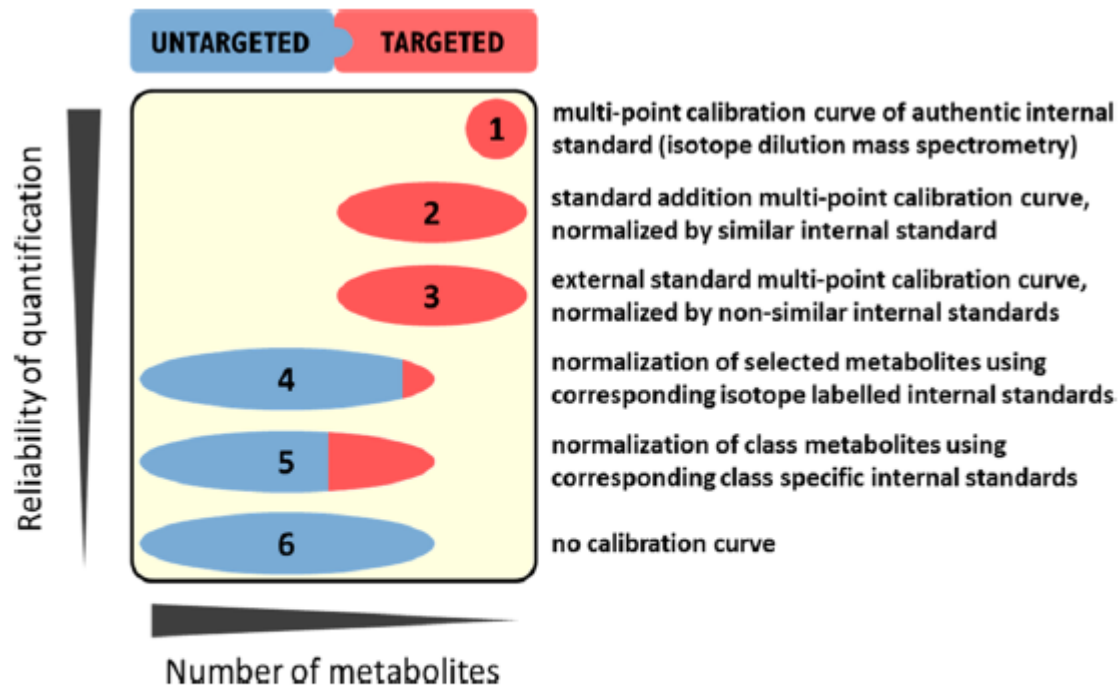 UNTARGETED TARGETED
Reliability of quantification
1
multi-point calibration curve of authentic internal
standard (isotope dilution mass spectrometry)
2
standard addition multi-point calibration curve,
normalized by similar internal standard
3
external standard multi-point calibration curve,
normalized by non-similar internal standards
4
normalization of selected metabolites using
corresponding isotope labelled internal standards
5
normalization of class metabolites using
corresponding class specific internal standards
6
no calibration curve
Number of metabolites